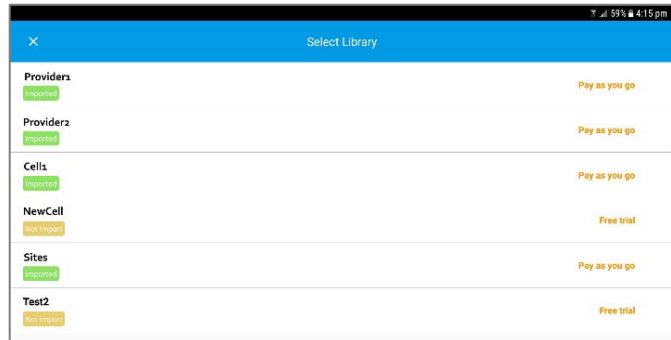 59% 4:15 pm
Select Library
Provider1
Imported
Pay as you go
Provider2
Imported
Pay as you go
Cell1
Imported
Pay as you go
NewCell
Not import
Free trial
Sites
Imported
Pay as you go
Test2
Not import
Free trial